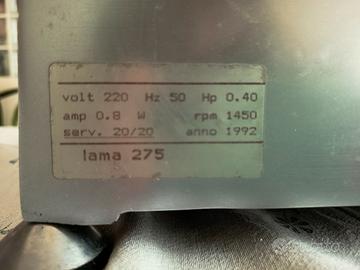 volt 220 Hz 50 Hp 0.40
amp 0.8 W rpm 1450
serv. 20/20 anno 1992
lama 275